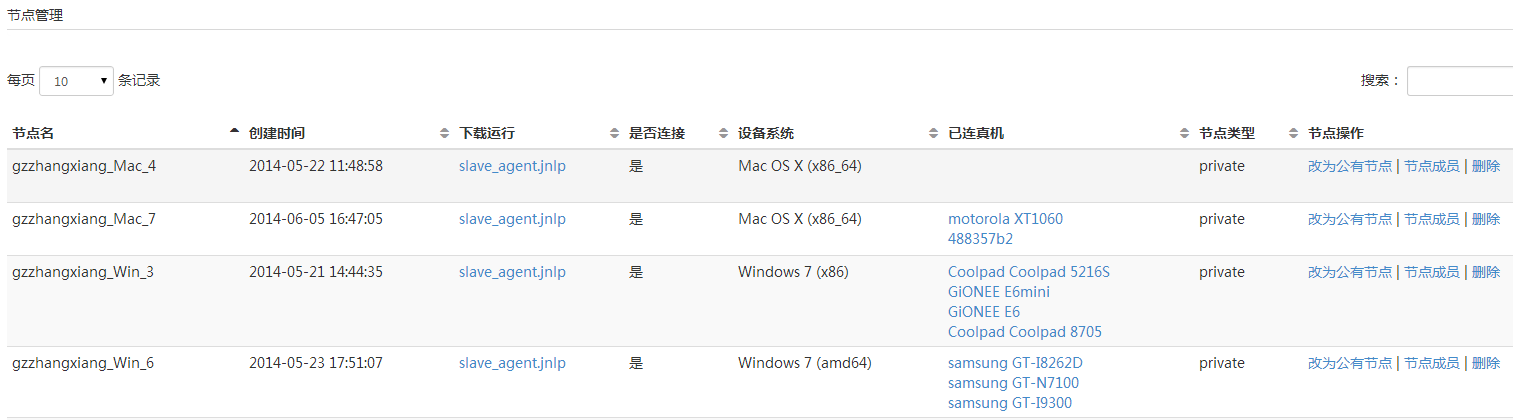 节点管理
每页 10 条记录 搜索：
节点名 创建时间 下载运行 是否连接 设备系统 已连真机 节点类型 节点操作
gzzhangxiang_Mac_4 2014-05-22 11:48:58 slave_agent.jnlp 是 Mac OS X (x86_64) private 改为公有节点 | 节点成员 | 删除
gzzhangxiang_Mac_7 2014-06-05 16:47:05 slave_agent.jnlp 是 Mac OS X (x86_64) motorola XT1060 private 改为公有节点 | 节点成员 | 删除
488357b2
gzzhangxiang_Win_3 2014-05-21 14:44:35 slave_agent.jnlp 是 Windows 7 (x86) Coolpad Coolpad 5216S private 改为公有节点 | 节点成员 | 删除
GiONEE E6mini
GiONEE E6
Coolpad Coolpad 8705
gzzhangxiang_Win_6 2014-05-23 17:51:07 slave_agent.jnlp 是 Windows 7 (amd64) samsung GT-I8262D private 改为公有节点 | 节点成员 | 删除
samsung GT-N7100
samsung GT-I9300